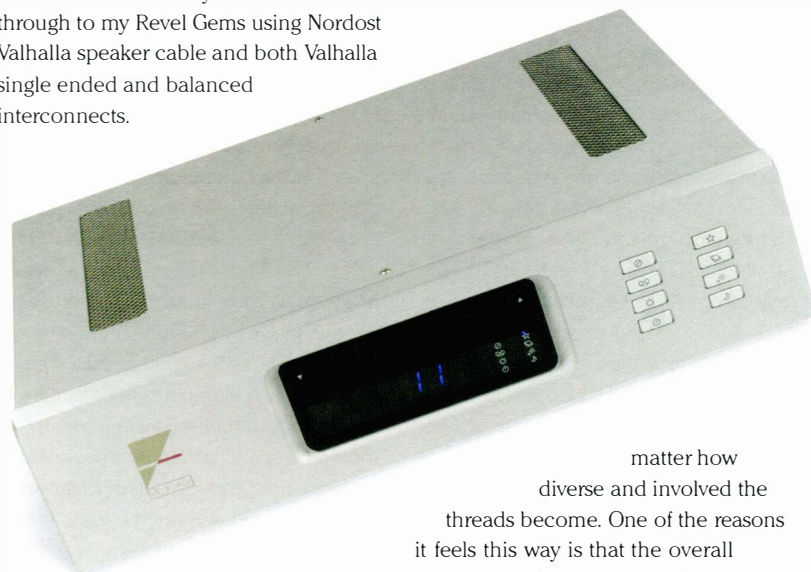 through to my Revel Gems using Nordost
Valhalla speaker cable and both Valhalla
single ended and balanced
interconnects.
matter how
diverse and involved the
threads become. One of the reasons
it feels this way is that the overall